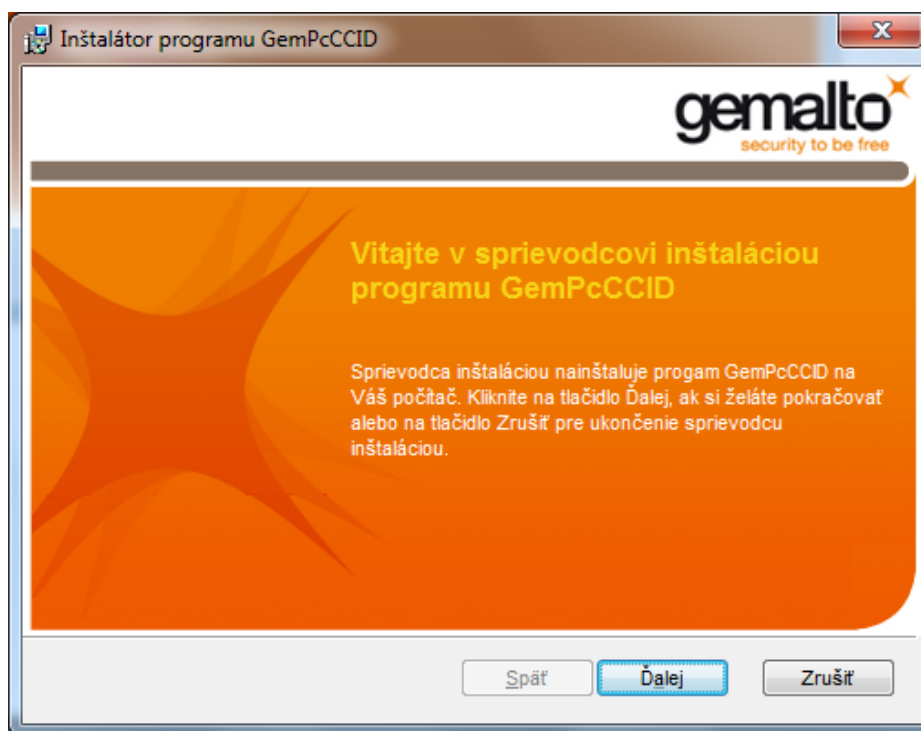 Inštalátor programu GemPcCCID
gemalto
security to be free
Vitajte v sprievodcovi inštaláciou
programu GemPcCCID
Sprievodca inštaláciou nainštaluje progam GemPcCCID na
Váš počítač. Kliknite na tlačidlo Ďalej, ak si želáte pokračovať
alebo na tlačidlo Zrušiť pre ukončenie sprievodcu
inštaláciou.
Späť Ďalej Zrušiť